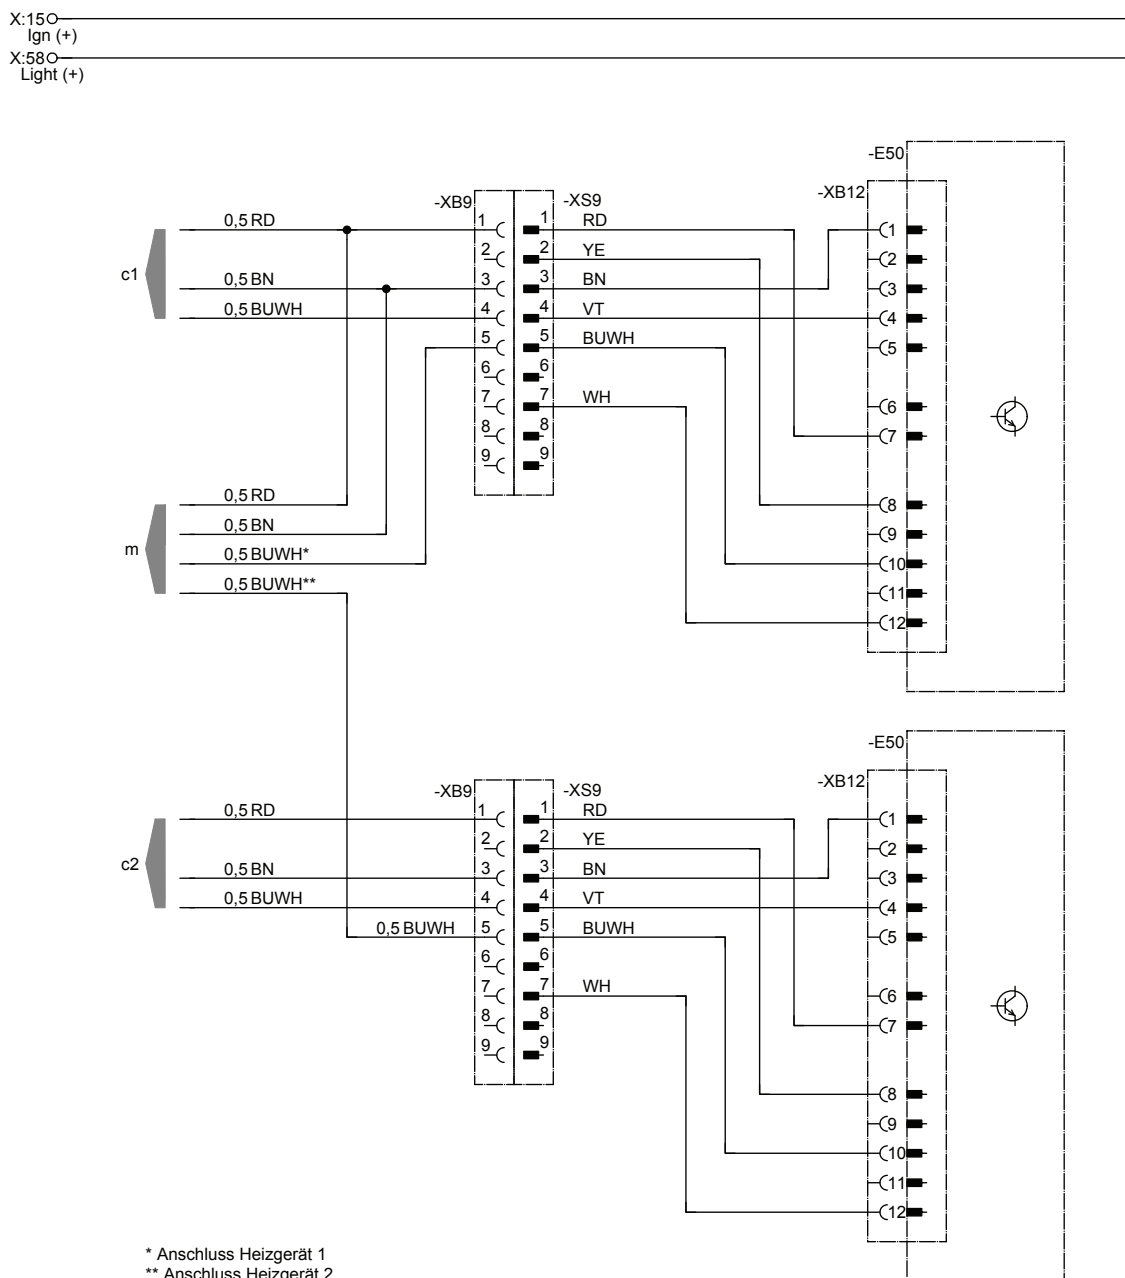 X:15
Ign (+)
X:58
Light (+)
-E50
-XB12
-XB9
-XS9
c1
0,5 RD
1
1
RD
1
2
2
YE
2
0,5 BN
3
3
BN
3
0,5 BUWH
4
4
VT
4
5
5
BUWH
5
6
6
7
7
WH
6
8
8
7
9
9
m
0,5 RD
8
0,5 BN
9
0,5 BUWH*
10
0,5 BUWH**
11
12
-E50
-XB12
-XB9
-XS9
c2
0,5 RD
1
1
RD
1
2
2
YE
2
0,5 BN
3
3
BN
3
0,5 BUWH
4
4
VT
4
0,5 BUWH
5
5
BUWH
5
6
6
7
7
WH
6
8
8
7
9
9
8
9
10
11
12
* Anschluss Heizgerät 1
** Anschluss Heizgerät 2